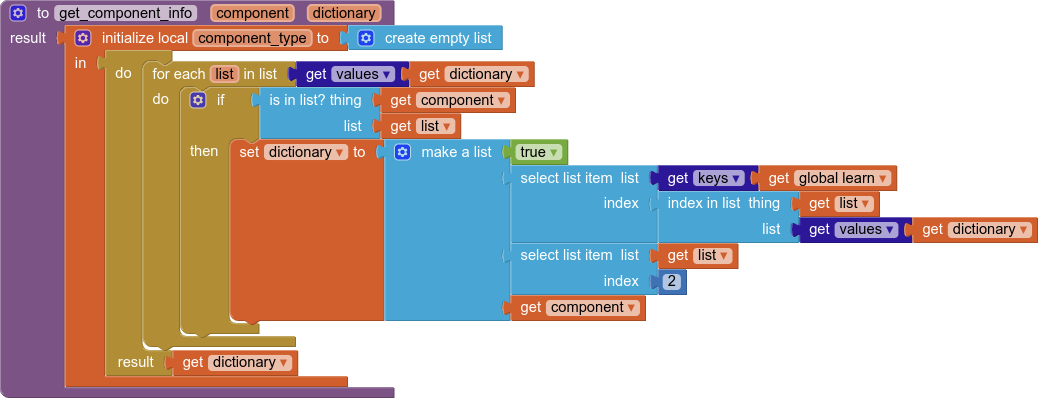 to get_component_info component dictionary
result initialize local component_type to create empty list
in do for each list in list get values get dictionary
do if is in list? thing get component
list get list
then set dictionary to make a list true
select list item list get keys get global learn
index index in list thing get list
list get values get dictionary
select list item list get list
index 2
get component
result get dictionary